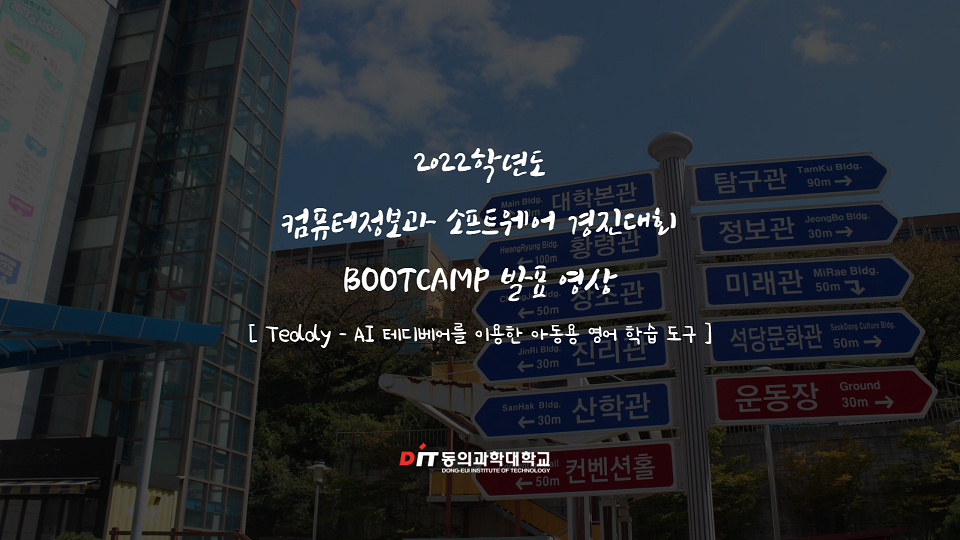 2022학년도
컴퓨터정보과 소프트웨어 경진대회
BOOTCAMP 발표 영상
[ Teddy - AI 테디베어를 이용한 아동용 영어 학습 도구 ]
Main Bldg. 대학본관
HwangRyung Bldg. 황령관
← 100m
← 50m
JinRi Bldg. 진리관
← 30m
SanHak Bldg. 산학관
← 30m
컨벤션홀
← 50m
탐구관 TamKu Bldg.
90m →
정보관 JeongBo Bldg.
30m →
미래관 MiRae Bldg.
50m
석당문화관 SeokDang Culture Bldg.
50m →
운동장 Ground
30m →
DIT 동의과학대학교
DONG-EUI INSTITUTE OF TECHNOLOGY